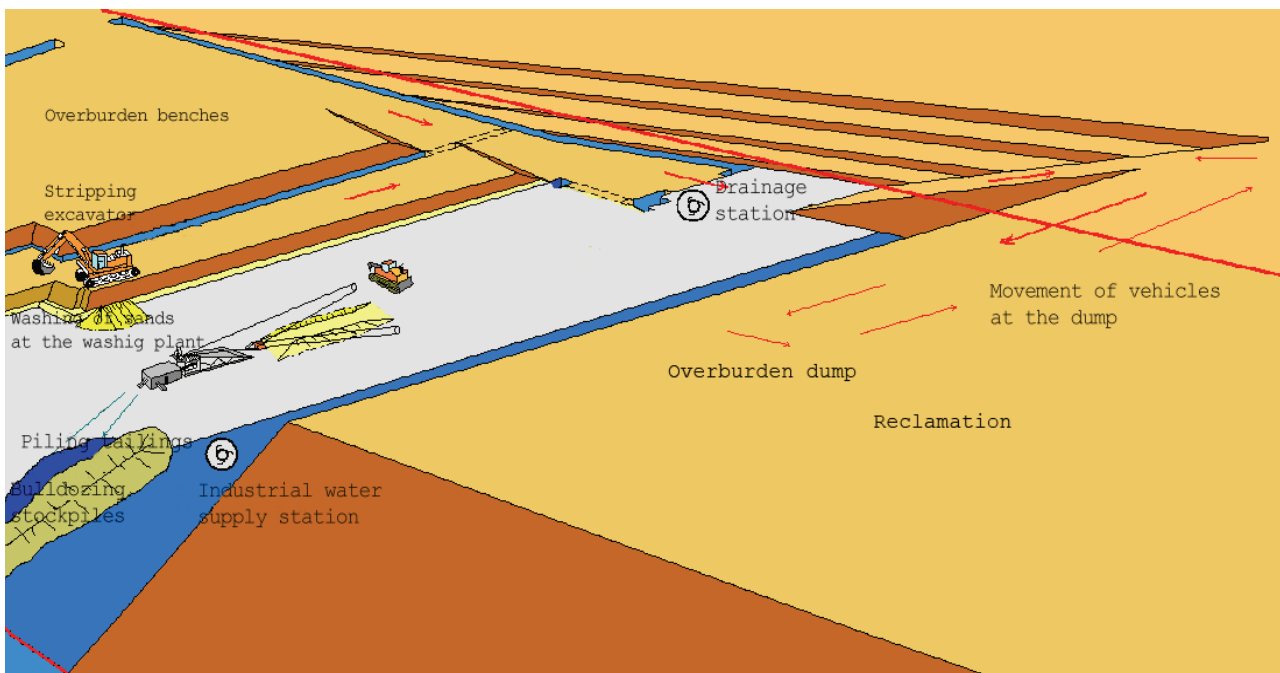 Overburden benches
Stripping
excavator
Drainage
station
Washing of sands
at the washig plant
Movement of vehicles
at the dump
Overburden dump
Reclamation
Piling tailings
Bulldozing
stockpiles
Industrial water
supply station